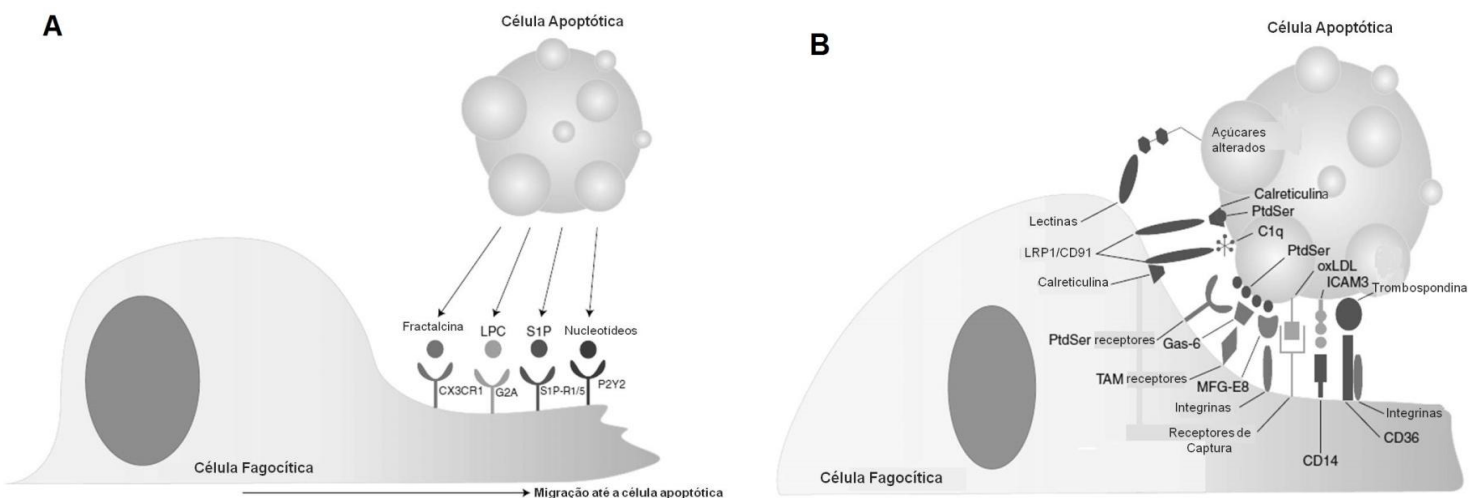 A
Célula Apoptótica
Fractalcina
LPC
S1P
Nucleotídeos
CX3CR1
G2A
S1P-R1/5
P2Y2
Célula Fagocítica
Migração até a célula apoptótica
B
Célula Apoptótica
Açúcares
alterados
Calreticulina
PtdSer
Lectinas
C1q
LRP1/CD91
PtdSer
oxLDL
ICAM3
Calreticulina
Trombospondina
PtdSer receptores
Gas-6
TAM receptores
MFG-E8
Integrinas
Integrinas
Receptores de
Captura
CD36
CD14
Célula Fagocítica